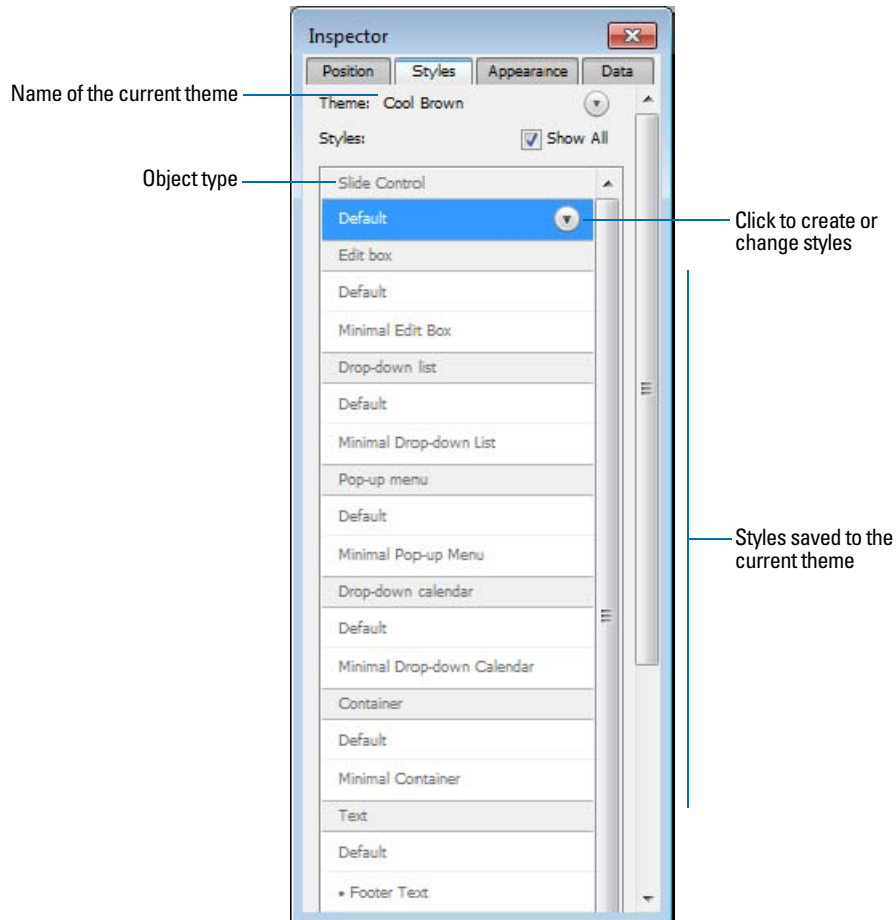 Inspector
Position Styles Appearance Data
Name of the current theme
Theme: Cool Brown
Styles: Show All
Object type
Slide Control
Default
Click to create or
change styles
Edit box
Default
Minimal Edit Box
Drop-down list
Default
Minimal Drop-down List
Pop-up menu
Default
Minimal Pop-up Menu
Styles saved to the
current theme
Drop-down calendar
Default
Minimal Drop-down Calendar
Container
Default
Minimal Container
Text
Default
• Footer Text